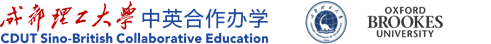 成都理工大學 中英合作办学
CDUT Sino-British Collaborative Education
OXFORD
BROOKES
UNIVERSITY